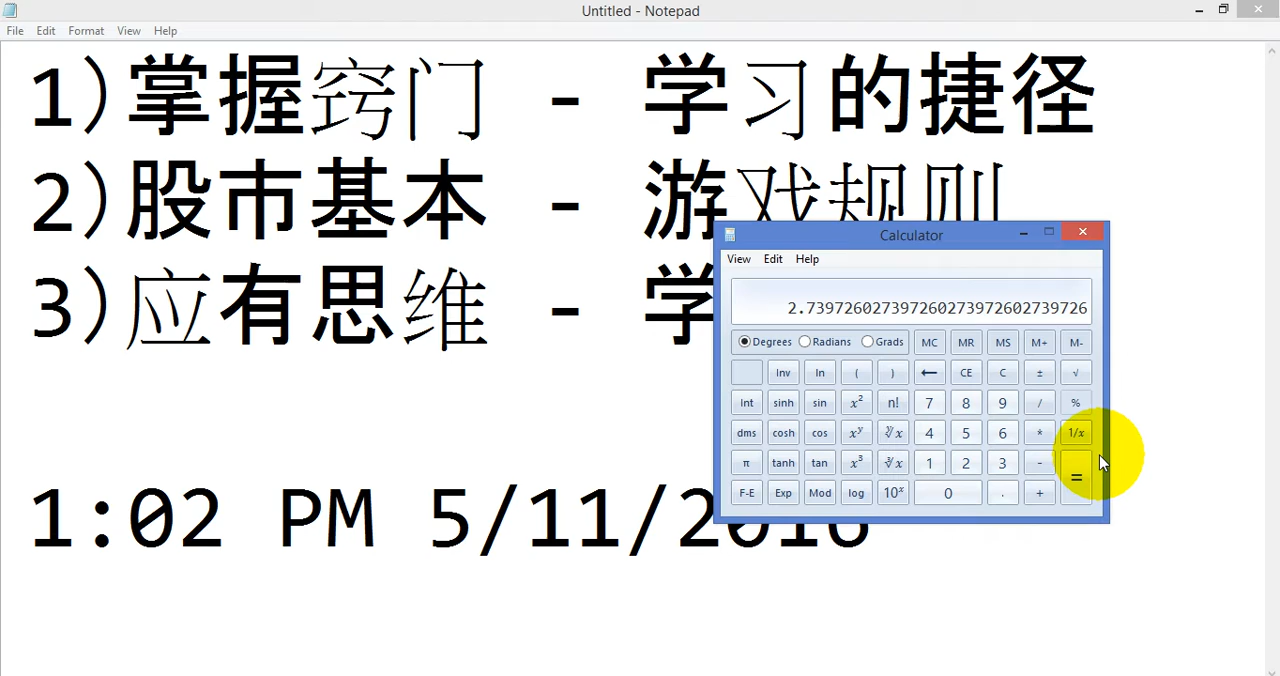 Untitled - Notepad
File Edit Format View Help
1)掌握窍门 - 学习的捷径
2)股市基本 - 游戏规则
3)应有思维 - 学
1:02 PM 5/11/2016
Calculator
View Edit Help
2.739726027397260273972602739726
Degrees Radians Grads MC MR MS M+ M-
Inv ln ( ) ← CE C ± √
Int sinh sin x² n! 7 8 9 / %
dms cosh cos xʸ ʸ√x 4 5 6 * 1/x
π tanh tan x³ ³√x 1 2 3 - =
F-E Exp Mod log 10ˣ 0 . +